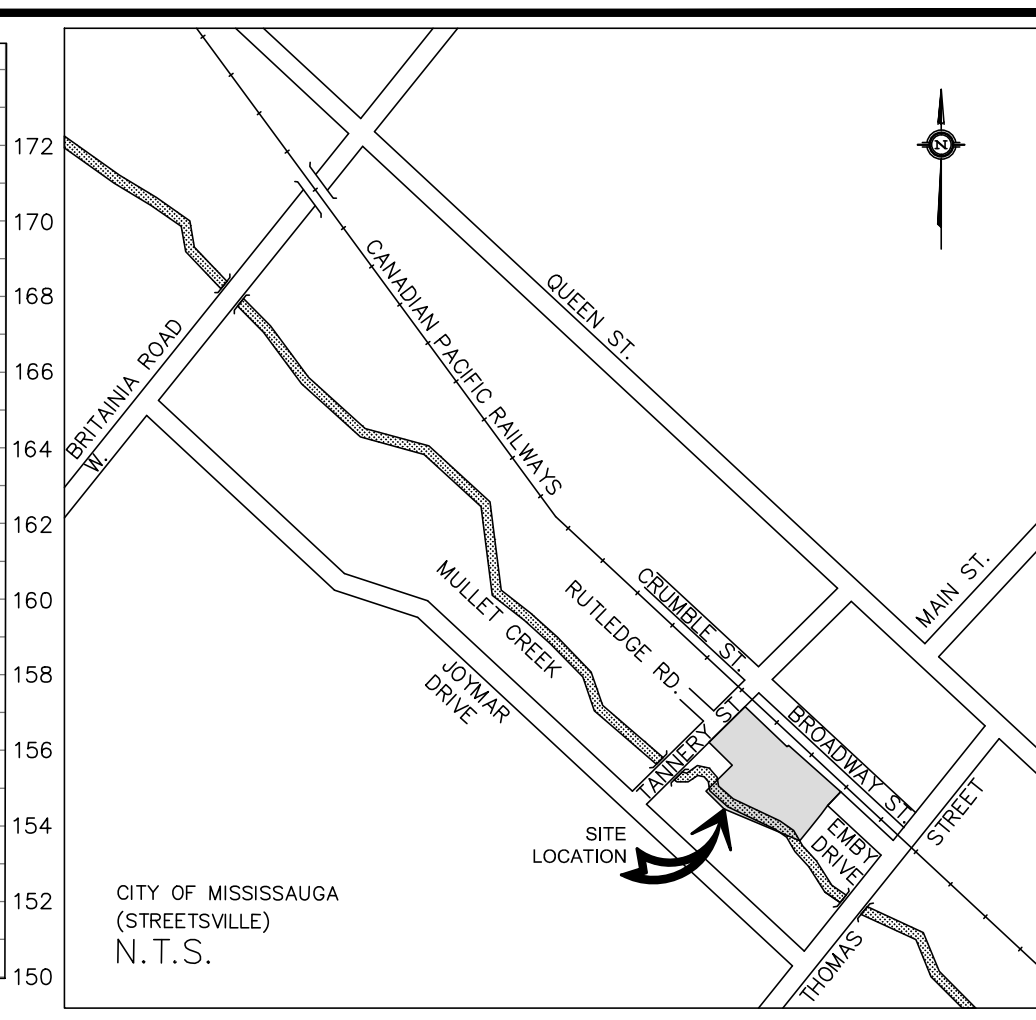 172
170
168
166
164
162
160
158
156
154
152
150
N
QUEEN ST.
CANADIAN PACIFIC RAILWAYS
BRITAINIA ROAD
W.
MAIN ST.
CRUMBLE ST.
RUTLEDGE RD.
MULLET CREEK
JOYMAR
DRIVE
TANNERY ST.
BROADWAY ST.
EMBY
DRIVE
THOMAS STREET
SITE
LOCATION
CITY OF MISSISSAUGA
(STREETSVILLE)
N.T.S.